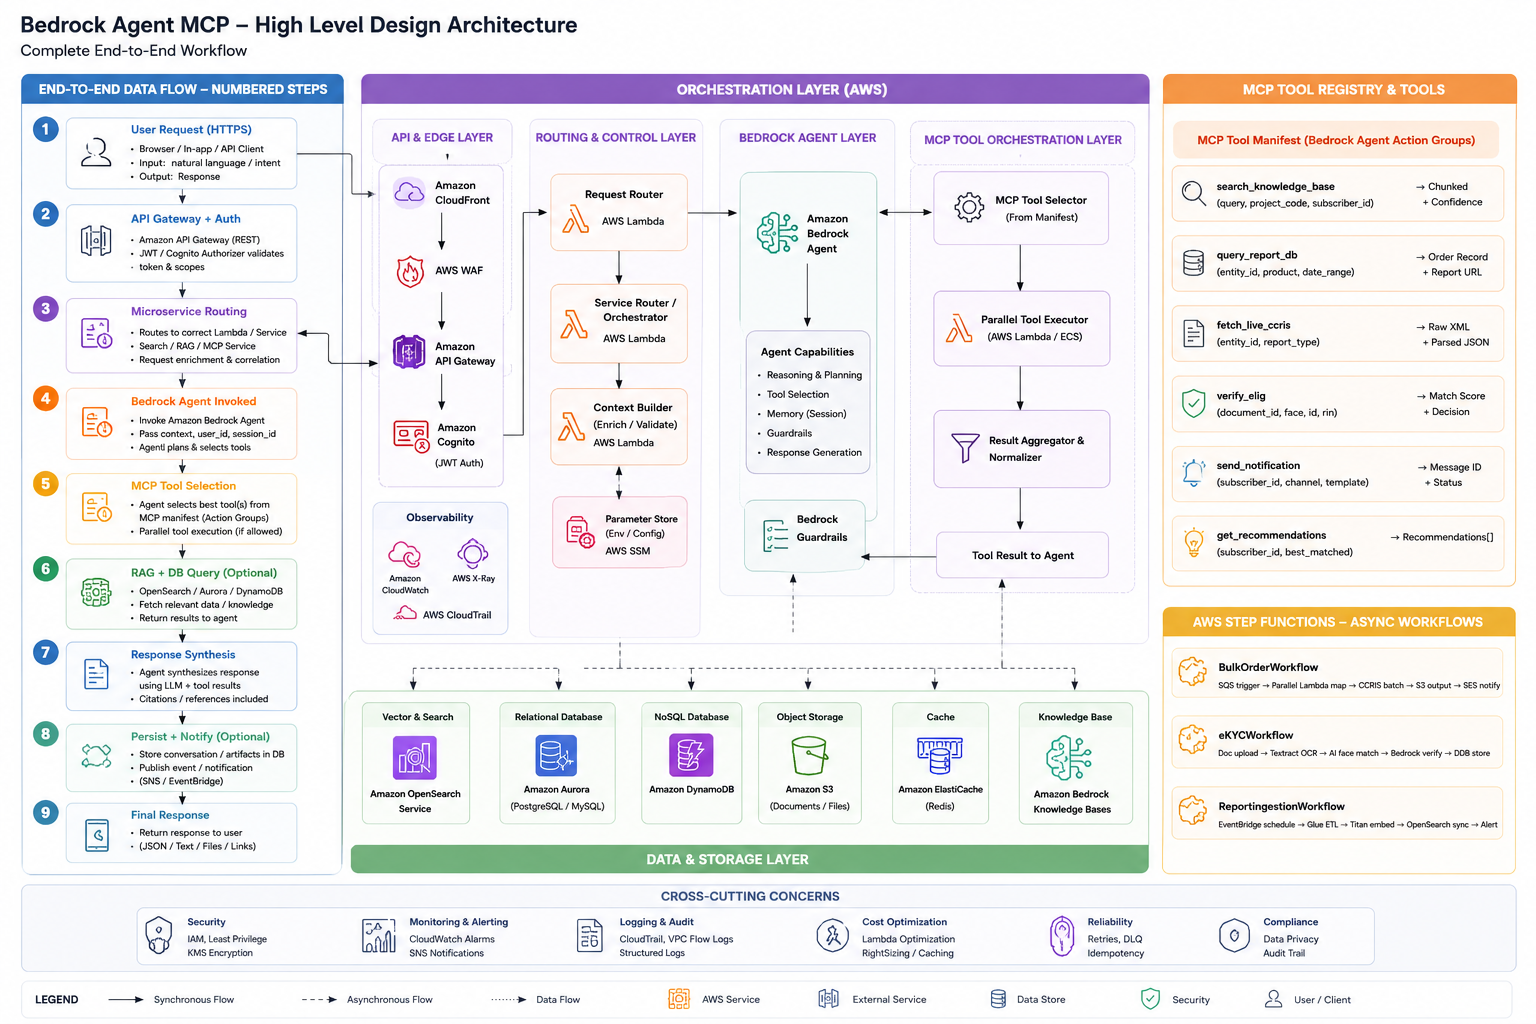 Bedrock Agent MCP – High Level Design Architecture
Complete End-to-End Workflow
END-TO-END DATA FLOW – NUMBERED STEPS
1
User Request (HTTPS)
• Browser / In-app / API Client
• Input: natural language / intent
• Output: Response
2
API Gateway + Auth
• Amazon API Gateway (REST)
• JWT / Cognito Authorizer validates
· token & scopes
3
Microservice Routing
• Routes to correct Lambda / Service
• Search / RAG / MCP Service
• Request enrichment & correlation
4
Bedrock Agent Invoked
• Invoke Amazon Bedrock Agent
• Pass context, user_id, session_id
• Agentl plans & selects tools
5
MCP Tool Selection
• Agent selects best tool(s) from
MCP manifest (Action Groups)
• Parallel tool execution (if allowed)
6
RAG + DB Query (Optional)
• OpenSearch / Aurora / DynamoDB
• Fetch relevant data / knowledge
• Return results to agent
7
Response Synthesis
• Agent synthesizes response
using LLM + tool results
• Citations / references included
8
Persist + Notify (Optional)
• Store conversation / artifacts in DB
• Publish event / notification
• (SNS / EventBridge)
9
Final Response
• Return response to user
• (JSON / Text / Files / Links)
ORCHESTRATION LAYER (AWS)
API & EDGE LAYER
Amazon
CloudFront
AWS WAF
Amazon
API Gateway
Amazon
Cognito
(JWT Auth)
Observability
Amazon
CloudWatch
AWS X-Ray
AWS CloudTrail
ROUTING & CONTROL LAYER
Request Router
AWS Lambda
Service Router /
Orchestrator
AWS Lambda
Context Builder
(Enrich / Validate)
AWS Lambda
Parameter Store
(Env / Config)
AWS SSM
BEDROCK AGENT LAYER
Amazon
Bedrock
Agent
Agent Capabilities
• Reasoning & Planning
• Tool Selection
• Memory (Session)
• Guardrails
• Response Generation
Bedrock
Guardrails
MCP TOOL ORCHESTRATION LAYER
MCP Tool Selector
(From Manifest)
Parallel Tool Executor
(AWS Lambda / ECS)
Result Aggregator &
Normalizer
Tool Result to Agent
Vector & Search
Amazon OpenSearch
Service
Relational Database
Amazon Aurora
(PostgreSQL / MySQL)
NoSQL Database
Amazon DynamoDB
Object Storage
Amazon S3
(Documents / Files)
Cache
Amazon ElastiCache
(Redis)
Knowledge Base
Amazon Bedrock
Knowledge Bases
DATA & STORAGE LAYER
MCP TOOL REGISTRY & TOOLS
MCP Tool Manifest (Bedrock Agent Action Groups)
search_knowledge_base → Chunked
(query, project_code, subscriber_id) + Confidence
query_report_db → Order Record
(entity_id, product, date_range) + Report URL
fetch_live_ccris → Raw XML
(entity_id, report_type) + Parsed JSON
verify_elig → Match Score
(document_id, face, id, rin) + Decision
send_notification → Message ID
(subscriber_id, channel, template) + Status
get_recommendations → Recommendations[]
(subscriber_id, best_matched)
AWS STEP FUNCTIONS – ASYNC WORKFLOWS
BulkOrderWorkflow
SQS trigger → Parallel Lambda map → CCRIS batch → S3 output → SES notify
eKYCWorkflow
Doc upload → Textract OCR → AI face match → Bedrock verify → DDB store
ReportingestionWorkflow
EventBridge schedule → Glue ETL → Titan embed → OpenSearch sync → Alert
CROSS-CUTTING CONCERNS
Security
IAM, Least Privilege
KMS Encryption
Monitoring & Alerting
CloudWatch Alarms
SNS Notifications
Logging & Audit
CloudTrail, VPC Flow Logs
Structured Logs
Cost Optimization
Lambda Optimization
RightSizing / Caching
Reliability
Retries, DLQ
Idempotency
Compliance
Data Privacy
Audit Trail
LEGEND
Synchronous Flow
Asynchronous Flow
Data Flow
AWS Service
External Service
Data Store
Security
User / Client